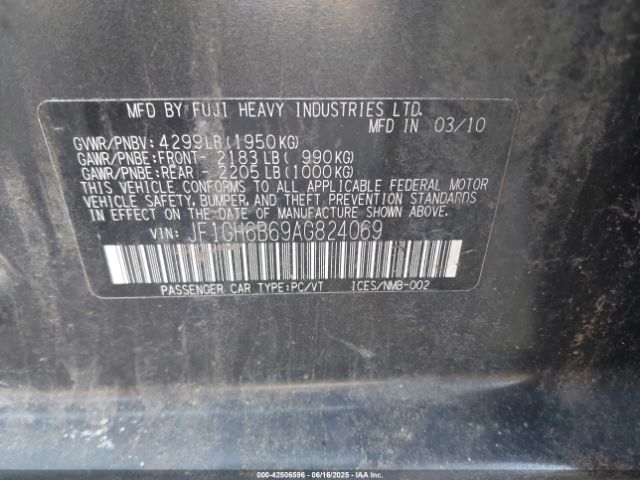 MFD BY FUJI HEAVY INDUSTRIES LTD.
MFD IN 03/10
GVWR/PNBV: 4299LB(1950KG)
GAWR/PNBE:FRONT- 2183LB( 990KG)
GAWR/PNBE:REAR - 2205LB(1000KG)
THIS VEHICLE CONFORMS TO ALL APPLICABLE FEDERAL MOTOR
VEHICLE SAFETY, BUMPER, AND THEFT PREVENTION STANDARDS
IN EFFECT ON THE DATE OF MANUFACTURE SHOWN ABOVE.
VIN: JF1GH6B69AG824069
PASSENGER CAR TYPE:PC/VT ICES/NMB-002
000-42506596 - 06/16/2025 - IAAI